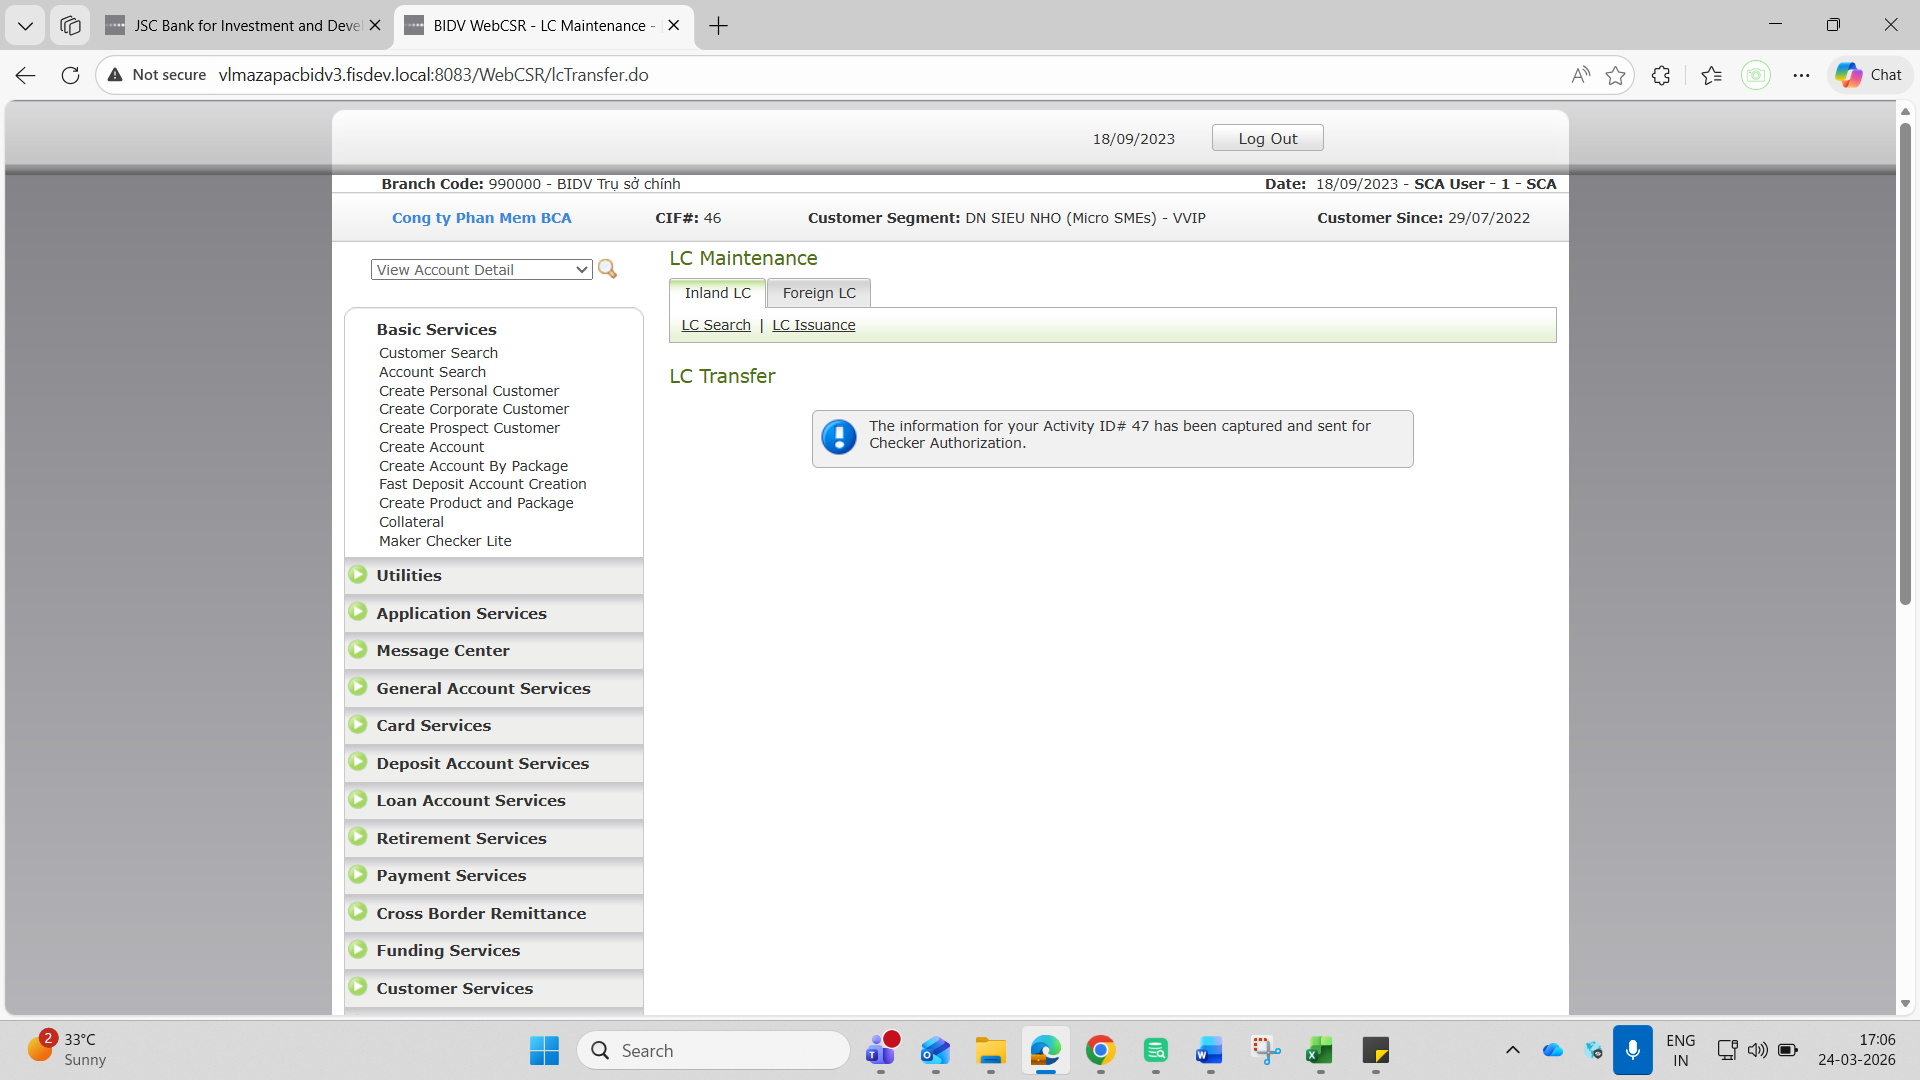 JSC Bank for Investment and Deve
BIDV WebCSR - LC Maintenance -
Not secure
vlmazapacbidv3.fisdev.local:8083/WebCSR/lcTransfer.do
Chat
18/09/2023
Log Out
Branch Code: 990000 - BIDV Trụ sở chính
Date: 18/09/2023 - SCA User - 1 - SCA
Cong ty Phan Mem BCA
CIF#: 46
Customer Segment: DN SIEU NHO (Micro SMEs) - VVIP
Customer Since: 29/07/2022
View Account Detail
Basic Services
Customer Search
Account Search
Create Personal Customer
Create Corporate Customer
Create Prospect Customer
Create Account
Create Account By Package
Fast Deposit Account Creation
Create Product and Package
Collateral
Maker Checker Lite
Utilities
Application Services
Message Center
General Account Services
Card Services
Deposit Account Services
Loan Account Services
Retirement Services
Payment Services
Cross Border Remittance
Funding Services
Customer Services
LC Maintenance
Inland LC
Foreign LC
LC Search | LC Issuance
LC Transfer
The information for your Activity ID# 47 has been captured and sent for
Checker Authorization.
2
33°C
Sunny
Search
ENG
IN
17:06
24-03-2026